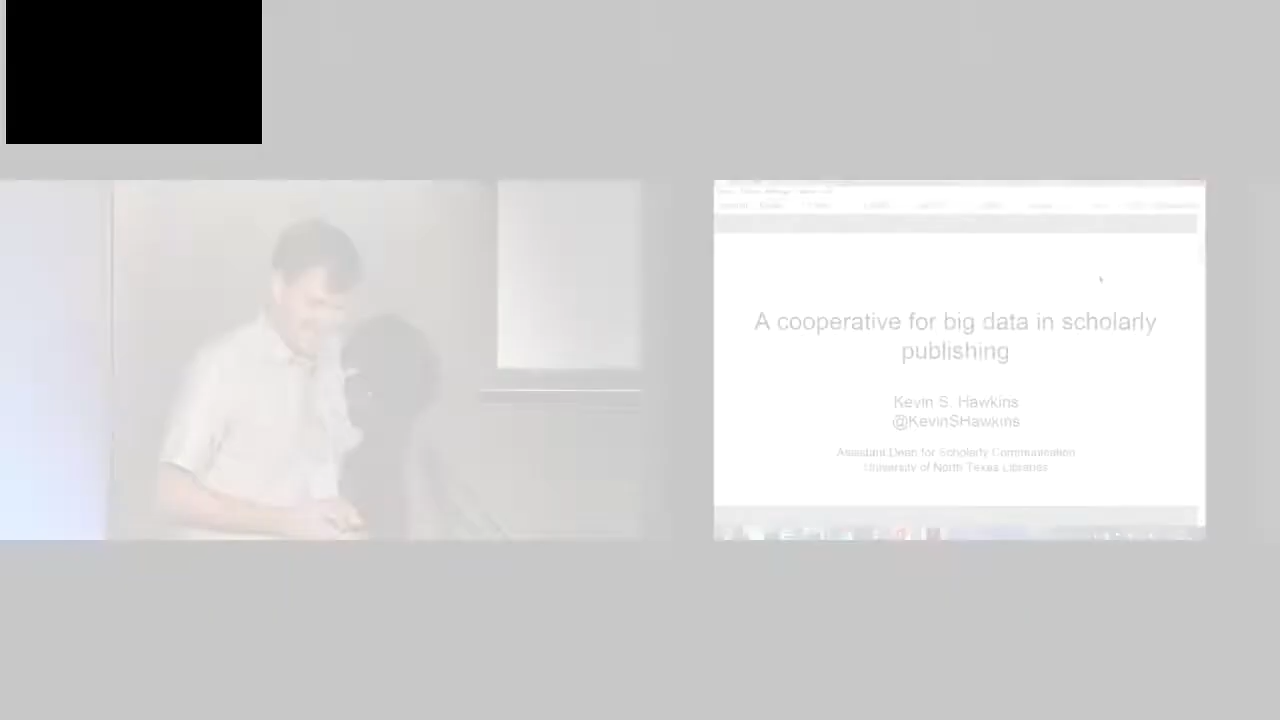 A cooperative for big data in scholarly
publishing
Kevin S. Hawkins
@KevinSHawkins
Assistant Dean for Scholarly Communication
University of North Texas Libraries